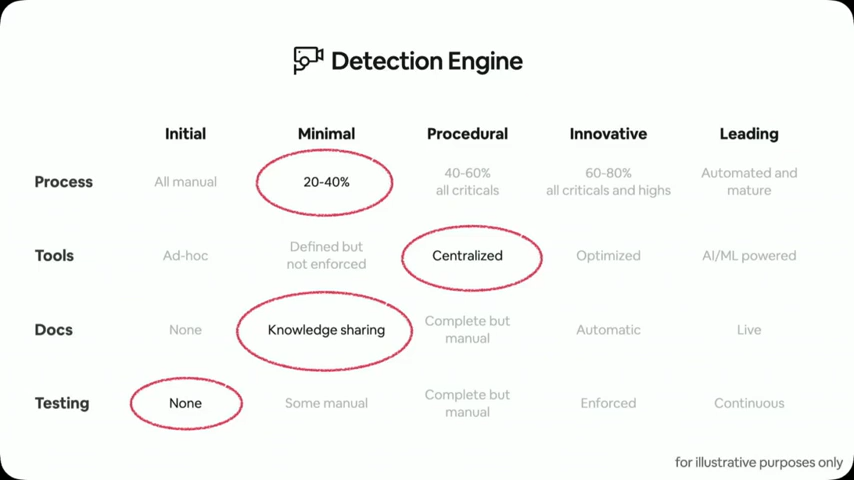 Detection Engine
Initial Minimal Procedural Innovative Leading
Process All manual 20-40% 40-60% all criticals 60-80% all criticals and highs Automated and mature
Tools Ad-hoc Defined but not enforced Centralized Optimized AI/ML powered
Docs None Knowledge sharing Complete but manual Automatic Live
Testing None Some manual Complete but manual Enforced Continuous
for illustrative purposes only